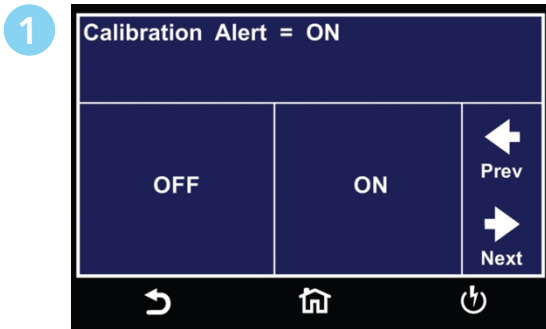 1
Calibration Alert = ON
OFF
ON
Prev
Next